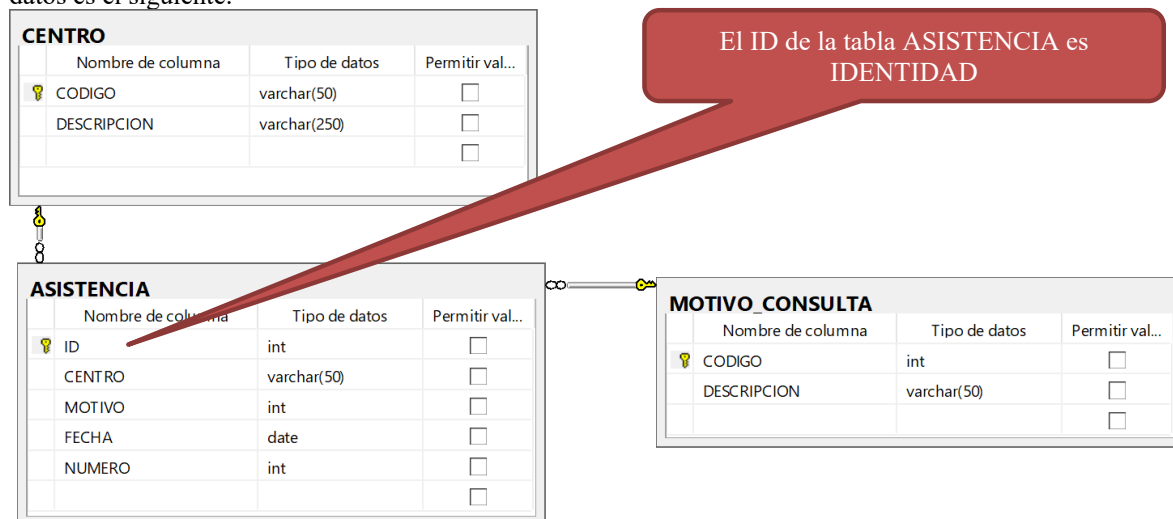 datos es el siguiente:
CENTRO
Nombre de columna Tipo de datos Permitir val...
CODIGO varchar(50)
DESCRIPCION varchar(250)
El ID de la tabla ASISTENCIA es
IDENTIDAD
ASISTENCIA
Nombre de columna Tipo de datos Permitir val...
ID int
CENTRO varchar(50)
MOTIVO int
FECHA date
NUMERO int
MOTIVO_CONSULTA
Nombre de columna Tipo de datos Permitir val...
CODIGO int
DESCRIPCION varchar(50)